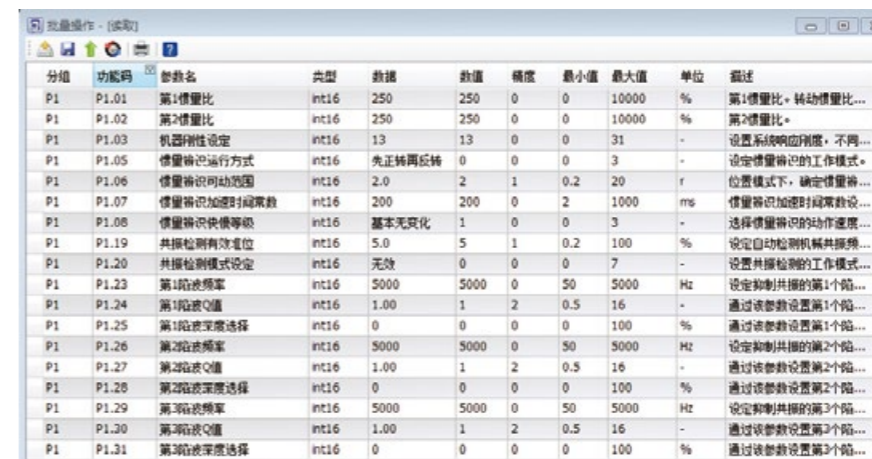 批量操作 - [读取]
分组 功能码 参数名 类型 数据 数值 精度 最小值 最大值 单位 描述
P1 P1.01 第1惯量比 int16 250 250 0 0 10000 % 第1惯量比。转动惯量比...
P1 P1.02 第2惯量比 int16 250 250 0 0 10000 % 第2惯量比。
P1 P1.03 机器刚性设定 int16 13 13 0 0 31 - 设置系统响应刚度，不同...
P1 P1.05 惯量辨识运行方式 int16 先正转再反转 0 0 0 3 - 设定惯量辨识的工作模式。
P1 P1.06 惯量辨识可动范围 int16 2.0 2 1 0.2 20 r 位置模式下，确定惯量辨...
P1 P1.07 惯量辨识加速时间常数 int16 200 200 0 2 1000 ms 惯量辨识加速时间常数设...
P1 P1.08 惯量辨识快慢等级 int16 基本无变化 1 0 0 3 - 选择惯量辨识的动作速度...
P1 P1.19 共振检测有效准位 int16 5.0 5 1 0.2 100 % 设定自动检测机械共振频...
P1 P1.20 共振检测模式设定 int16 无效 0 0 0 7 - 设置共振检测的工作模式...
P1 P1.23 第1陷波频率 int16 5000 5000 0 50 5000 Hz 设定抑制共振的第1个陷...
P1 P1.24 第1陷波Q值 int16 1.00 1 2 0.5 16 - 通过该参数设置第1个陷...
P1 P1.25 第1陷波深度选择 int16 0 0 0 0 100 % 通过该参数设置第1个陷...
P1 P1.26 第2陷波频率 int16 5000 5000 0 50 5000 Hz 设定抑制共振的第2个陷...
P1 P1.27 第2陷波Q值 int16 1.00 1 2 0.5 16 - 通过该参数设置第2个陷...
P1 P1.28 第2陷波深度选择 int16 0 0 0 0 100 % 通过该参数设置第2个陷...
P1 P1.29 第3陷波频率 int16 5000 5000 0 50 5000 Hz 设定抑制共振的第3个陷...
P1 P1.30 第3陷波Q值 int16 1.00 1 2 0.5 16 - 通过该参数设置第3个陷...
P1 P1.31 第3陷波深度选择 int16 0 0 0 0 100 % 通过该参数设置第3个陷...